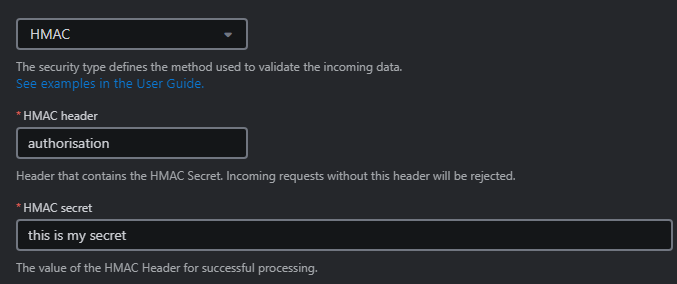 HMAC
The security type defines the method used to validate the incoming data.
See examples in the User Guide.
* HMAC header
authorisation
Header that contains the HMAC Secret. Incoming requests without this header will be rejected.
* HMAC secret
this is my secret
The value of the HMAC Header for successful processing.